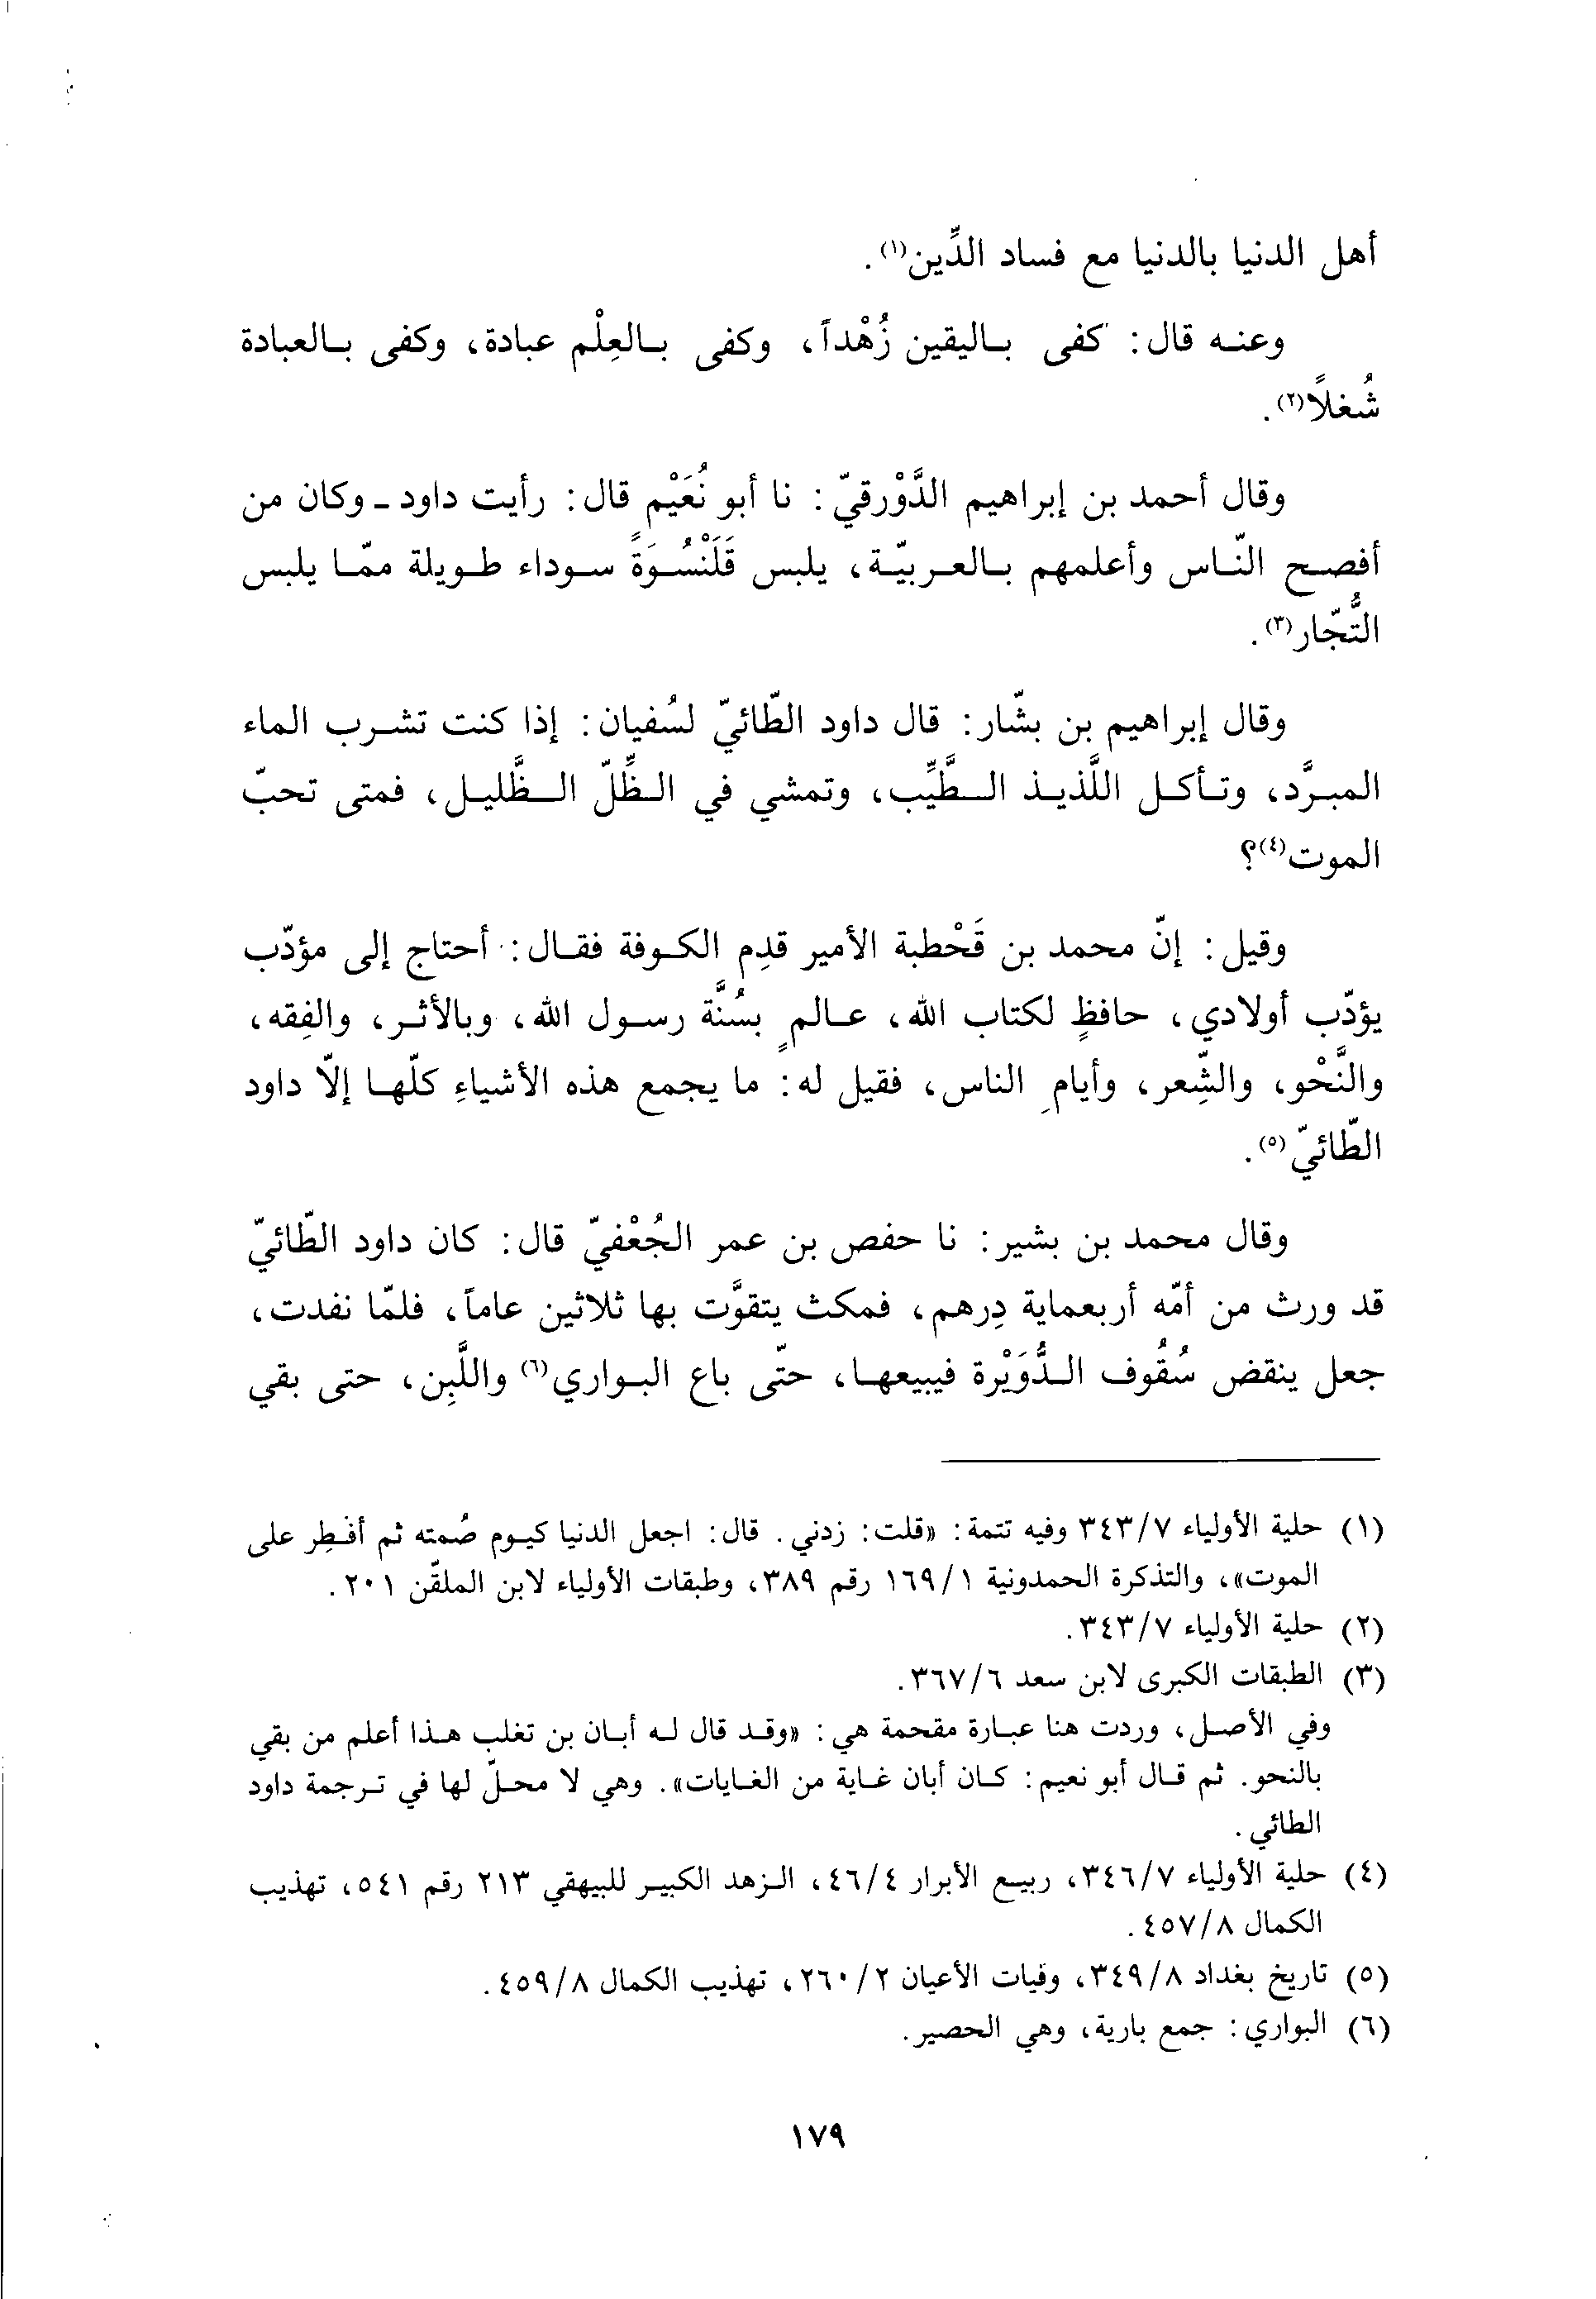 أهل الدنيا بالدنيا مع فساد الدِّين(١).
وعنه قال: كفى باليقين زُهْداً، وكفى بالعِلْم عبادة، وكفى بالعبادة
شُغلاً(٢).
وقال أحمد بن إبراهيم الدَّوْرقيّ: نا أبو نُعَيْم قال: رأيت داود ـ وكان من
أفصح النّاس وأعلمهم بالعربيّة، يلبس قَلَنْسُوَةً سوداء طويلة ممّا يلبس
التُّجّار(٣).
وقال إبراهيم بن بشّار: قال داود الطّائيّ لسُفيان: إذا كنت تشرب الماء
المبرَّد، وتأكل اللَّذيذ الطَّيِّب، وتمشي في الظِّلّ الظَّليل، فمتى تحبّ
الموت(٤)؟
وقيل: إنّ محمد بن قَحْطبة الأمير قدِم الكوفة فقال: أحتاج إلى مؤدّب
يؤدّب أولادي، حافظٍ لكتاب الله، عالمٍ بسُنَّة رسول الله، وبالأثر، والفِقه،
والنَّحْو، والشِّعر، وأيامِ الناس، فقيل له: ما يجمع هذه الأشياءِ كلّها إلّا داود
الطّائيّ(٥).
وقال محمد بن بشير: نا حفص بن عمر الجُعْفيّ قال: كان داود الطّائيّ
قد ورث من أمّه أربعماية دِرهم، فمكث يتقوَّت بها ثلاثين عاماً، فلمّا نفدت،
جعل ينقض سُقُوف الدُّوَيْرة فيبيعها، حتّى باع البواري(٦) واللَّبِن، حتى بقي
(١) حلية الأولياء ٣٤٣/٧ وفيه تتمة: «قلت: زدني. قال: اجعل الدنيا كيوم صُمته ثم أفطِر على
الموت»، والتذكرة الحمدونية ١٦٩/١ رقم ٣٨٩، وطبقات الأولياء لابن الملقّن ٢٠١.
(٢) حلية الأولياء ٣٤٣/٧.
(٣) الطبقات الكبرى لابن سعد ٣٦٧/٦.
وفي الأصل، وردت هنا عبارة مقحمة هي: «وقد قال له أبان بن تغلب هذا أعلم من بقي
بالنحو. ثم قال أبو نعيم: كان أبان غاية من الغايات». وهي لا محلّ لها في ترجمة داود
الطائي.
(٤) حلية الأولياء ٣٤٦/٧، ربيع الأبرار ٤٦/٤، الزهد الكبير للبيهقي ٢١٣ رقم ٥٤١، تهذيب
الكمال ٤٥٧/٨.
(٥) تاريخ بغداد ٣٤٩/٨، وفيات الأعيان ٢٦٠/٢، تهذيب الكمال ٤٥٩/٨.
(٦) البواري: جمع بارية، وهي الحصير.
١٧٩